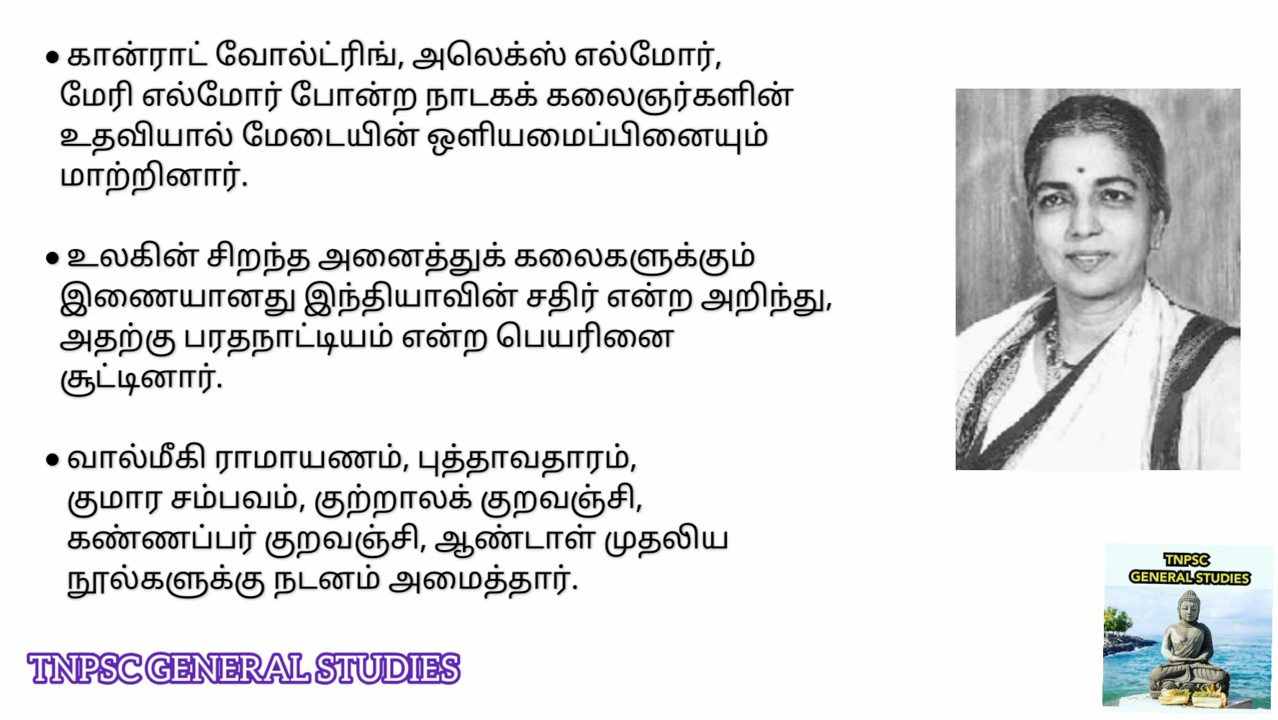 • கான்ராட் வோல்ட்ரிங், அலெக்ஸ் எல்மோர்,
மேரி எல்மோர் போன்ற நாடகக் கலைஞர்களின்
உதவியால் மேடையின் ஒளியமைப்பினையும்
மாற்றினார்.
• உலகின் சிறந்த அனைத்துக் கலைகளுக்கும்
இணையானது இந்தியாவின் சதிர் என்ற அறிந்து,
அதற்கு பரதநாட்டியம் என்ற பெயரினை
சூட்டினார்.
• வால்மீகி ராமாயணம், புத்தாவதாரம்,
குமார சம்பவம், குற்றாலக் குறவஞ்சி,
கண்ணப்பர் குறவஞ்சி, ஆண்டாள் முதலிய
நூல்களுக்கு நடனம் அமைத்தார்.
TNPSC
GENERAL STUDIES
TNPSC GENERAL STUDIES